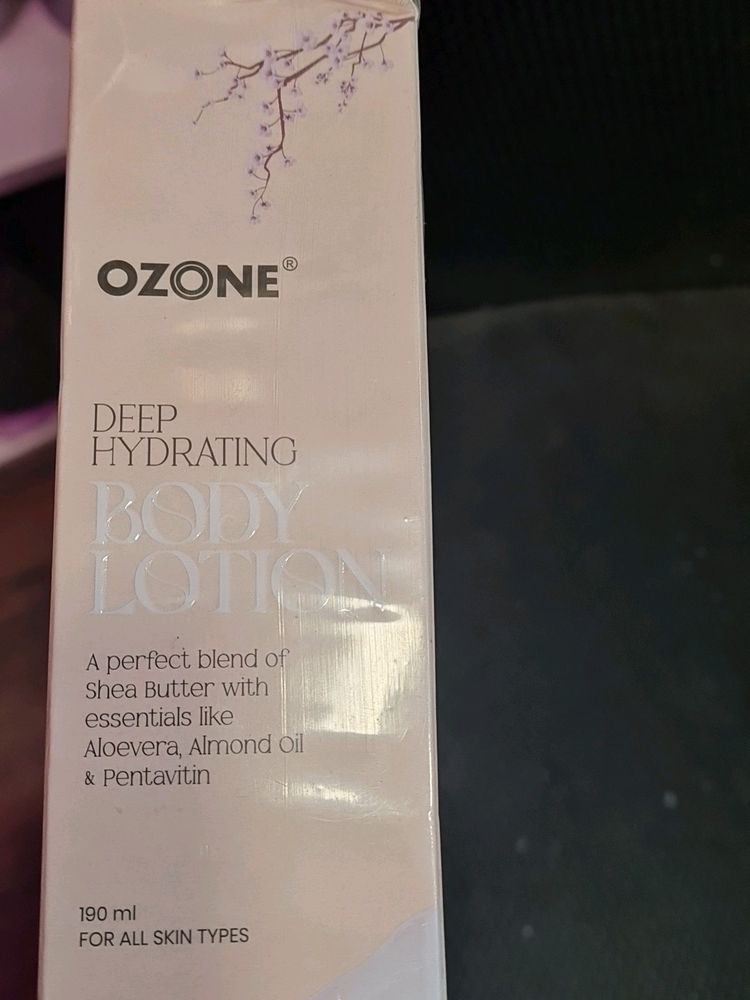 OZONE®
DEEP
HYDRATING
BODY
LOTION
A perfect blend of
Shea Butter with
essentials like
Aloevera, Almond Oil
& Pentavitin
190 ml
FOR ALL SKIN TYPES